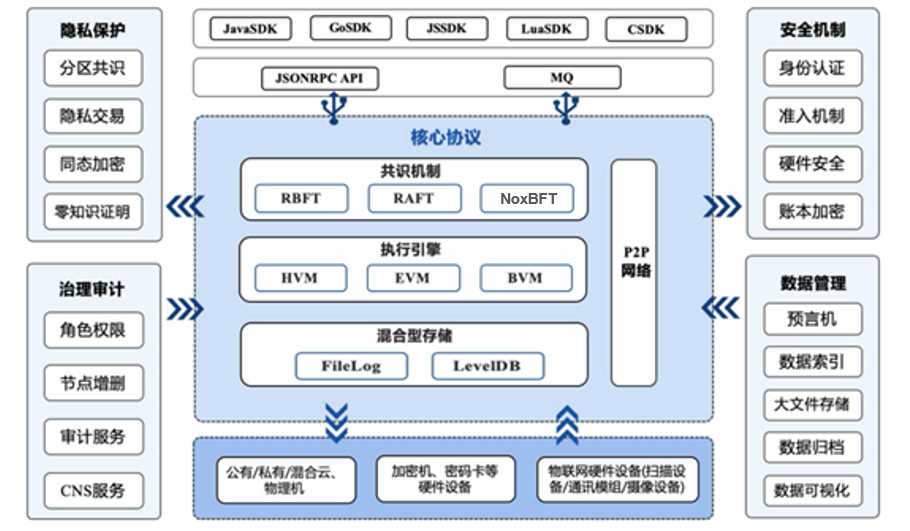 隐私保护
分区共识
隐私交易
同态加密
零知识证明
治理审计
角色权限
节点增删
审计服务
CNS服务
JavaSDK
GoSDK
JSSDK
LuaSDK
CSDK
JSONRPC API
MQ
核心协议
共识机制
RBFT
RAFT
NoxBFT
执行引擎
HVM
EVM
BVM
混合型存储
FileLog
LevelDB
P2P
网络
公有/私有/混合云、
物理机
加密机、密码卡等
硬件设备
物联网硬件设备(扫描设
备/通讯模组/摄像设备)
安全机制
身份认证
准入机制
硬件安全
账本加密
数据管理
预言机
数据索引
大文件存储
数据归档
数据可视化